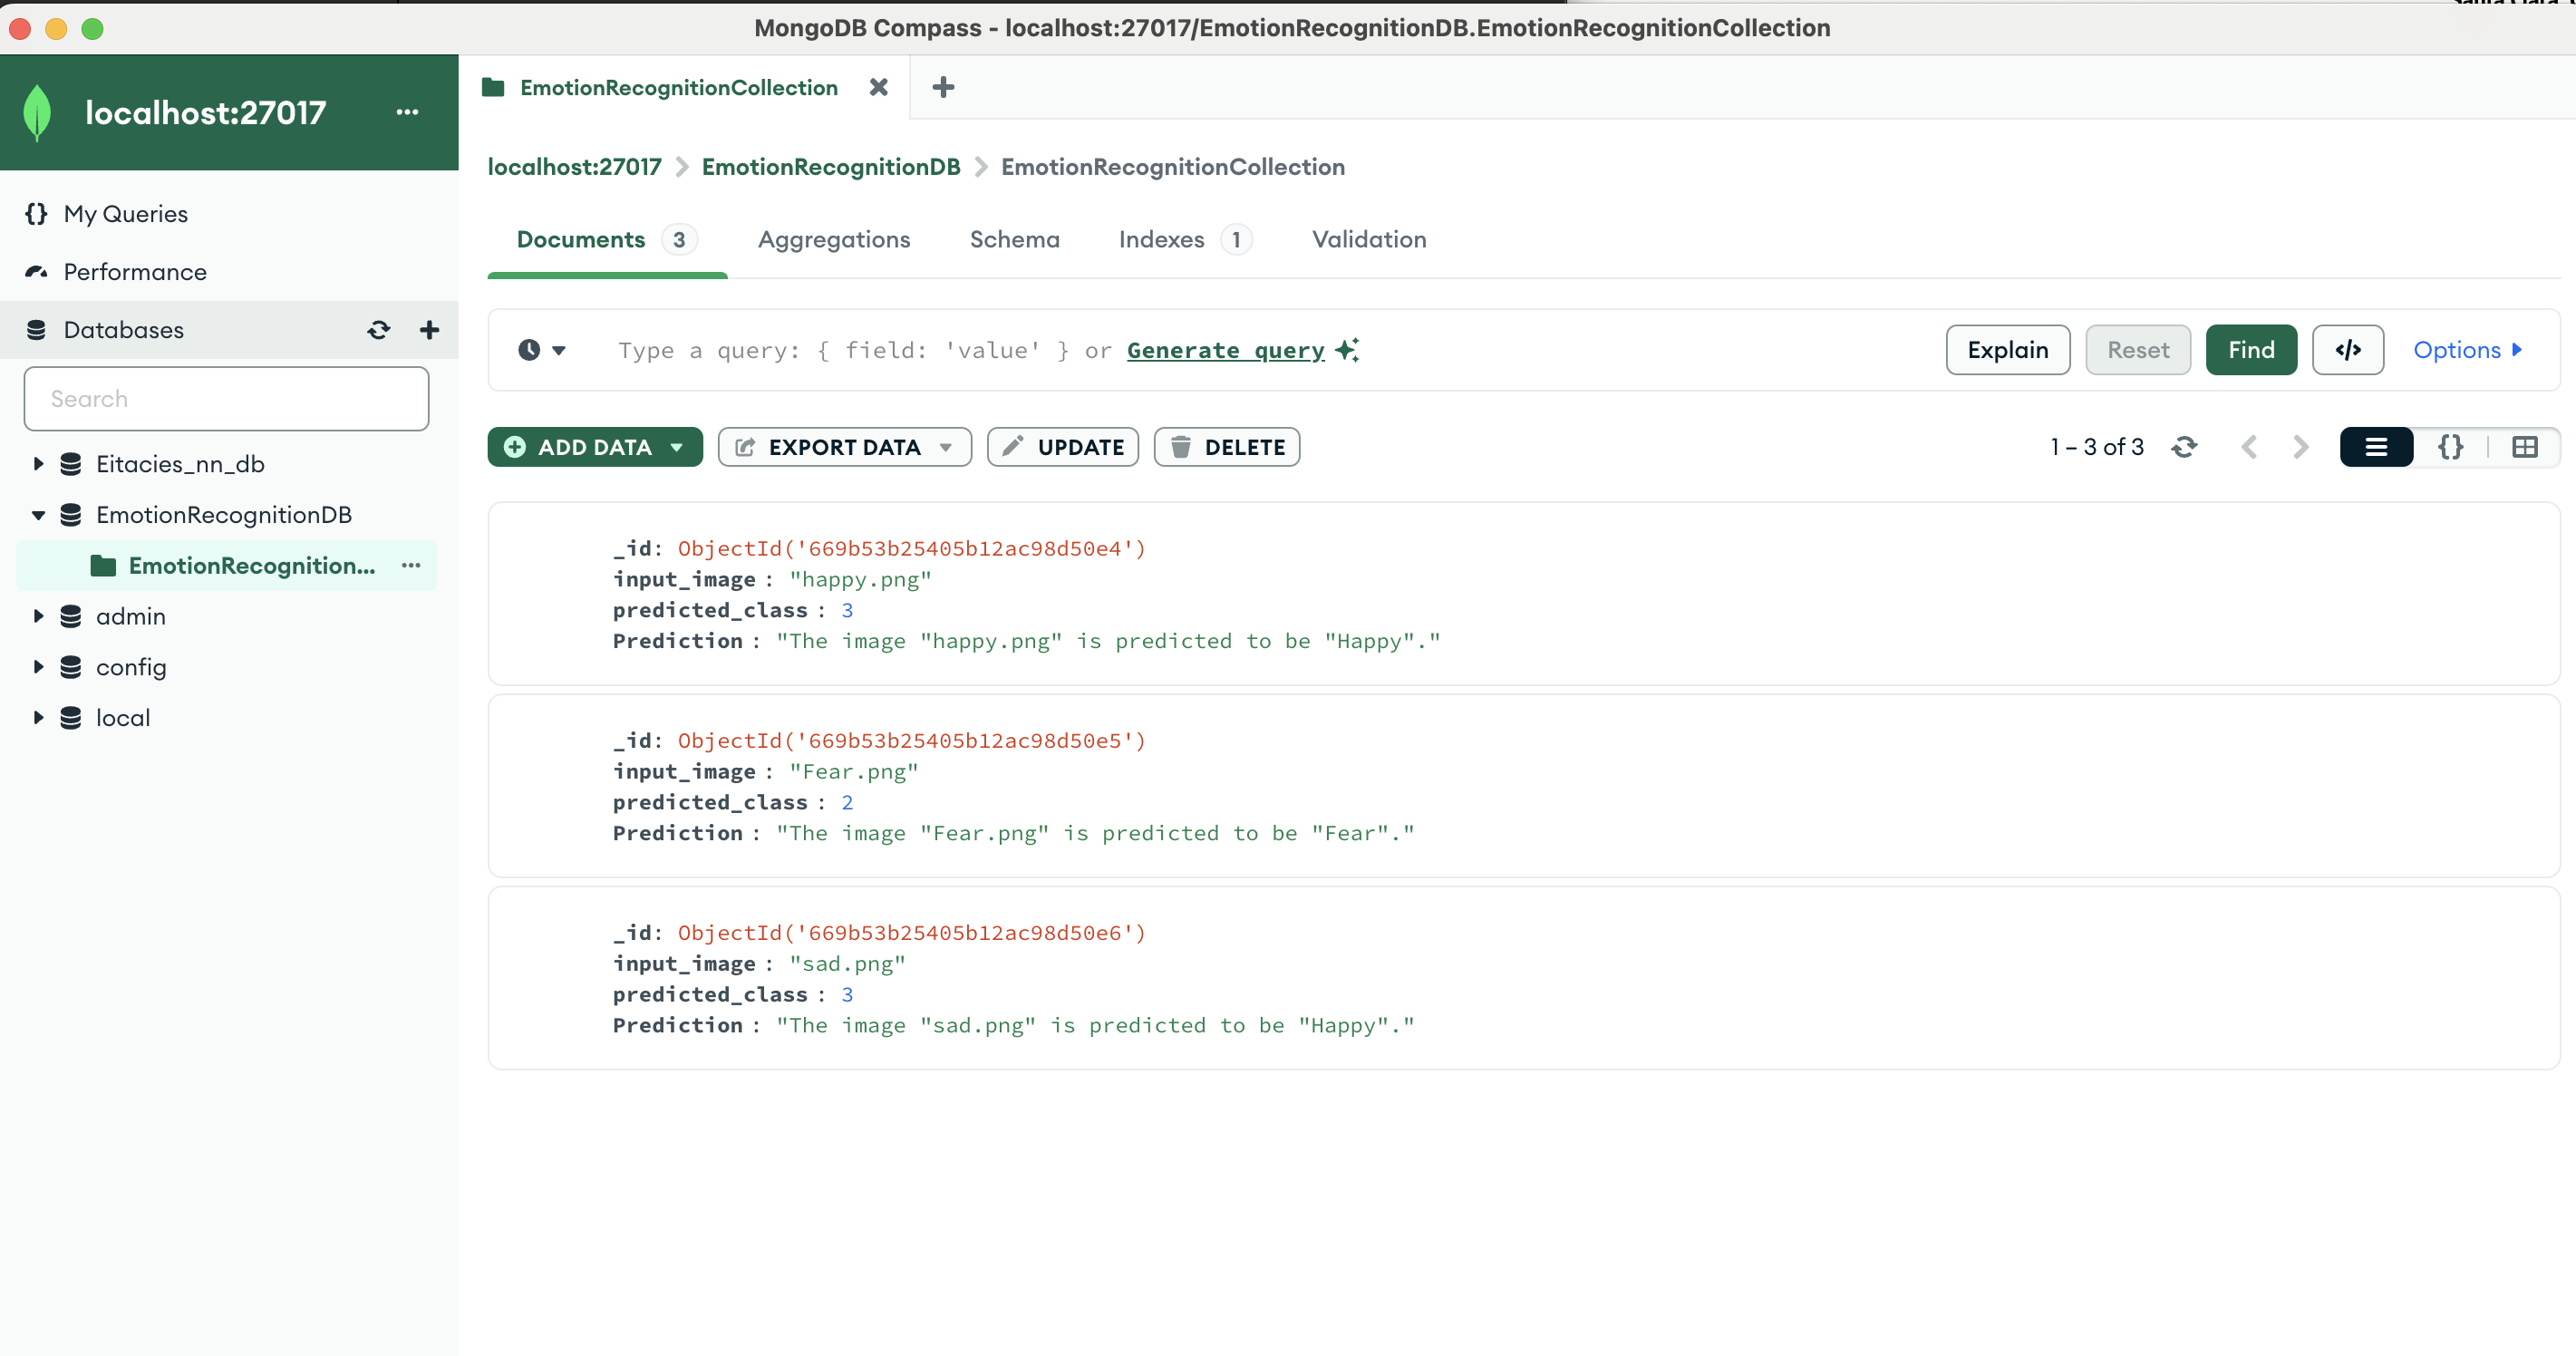 MongoDB Compass - localhost:27017/EmotionRecognitionDB.EmotionRecognitionCollection
localhost:27017
My Queries
Performance
Databases
Search
Eitacies_nn_db
EmotionRecognitionDB
EmotionRecognition...
admin
config
local
EmotionRecognitionCollection
localhost:27017 > EmotionRecognitionDB > EmotionRecognitionCollection
Documents 3 Aggregations Schema Indexes 1 Validation
Type a query: { field: 'value' } or Generate query Explain Reset Find </> Options
ADD DATA EXPORT DATA UPDATE DELETE 1 – 3 of 3 {}
_id: ObjectId('669b53b25405b12ac98d50e4')
input_image : "happy.png"
predicted_class : 3
Prediction : "The image "happy.png" is predicted to be "Happy"."
_id: ObjectId('669b53b25405b12ac98d50e5')
input_image : "Fear.png"
predicted_class : 2
Prediction : "The image "Fear.png" is predicted to be "Fear"."
_id: ObjectId('669b53b25405b12ac98d50e6')
input_image : "sad.png"
predicted_class : 3
Prediction : "The image "sad.png" is predicted to be "Happy"."